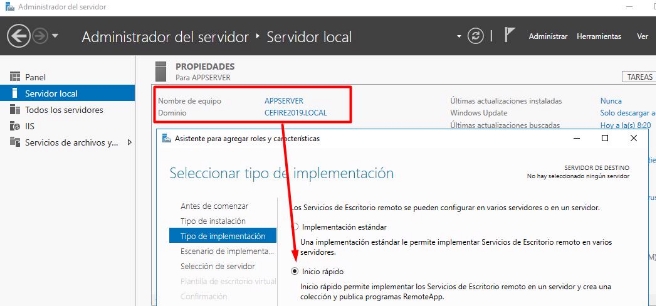 Administrador del servidor
Administrador del servidor ‣ Servidor local
Administrar Herramientas Ver
Panel
Servidor local
Todos los servidores
IIS
Servicios de archivos y...
PROPIEDADES
Para APPSERVER
TAREAS
Nombre de equipo APPSERVER
Dominio CEFIRE2019.LOCAL
Últimas actualizaciones instaladas Nunca
Windows Update Solo descargar
Últimas actualizaciones buscadas Hoy a la(s) 8:20
Asistente para agregar roles y características
Seleccionar tipo de implementación
SERVIDOR DE DESTINO
No hay seleccionado ningún servidor
Antes de comenzar
Tipo de instalación
Tipo de implementación
Escenario de implementa...
Selección de servidor
Plantilla de escritorio virtual
Confirmación
Los Servicios de Escritorio remoto se pueden configurar en varios servidores o en un servidor.
Implementación estándar
Una implementación estándar le permite implementar Servicios de Escritorio remoto en varios
servidores.
Inicio rápido
Inicio rápido permite implementar los Servicios de Escritorio remoto en un servidor y crea una
colección y publica programas RemoteApp.